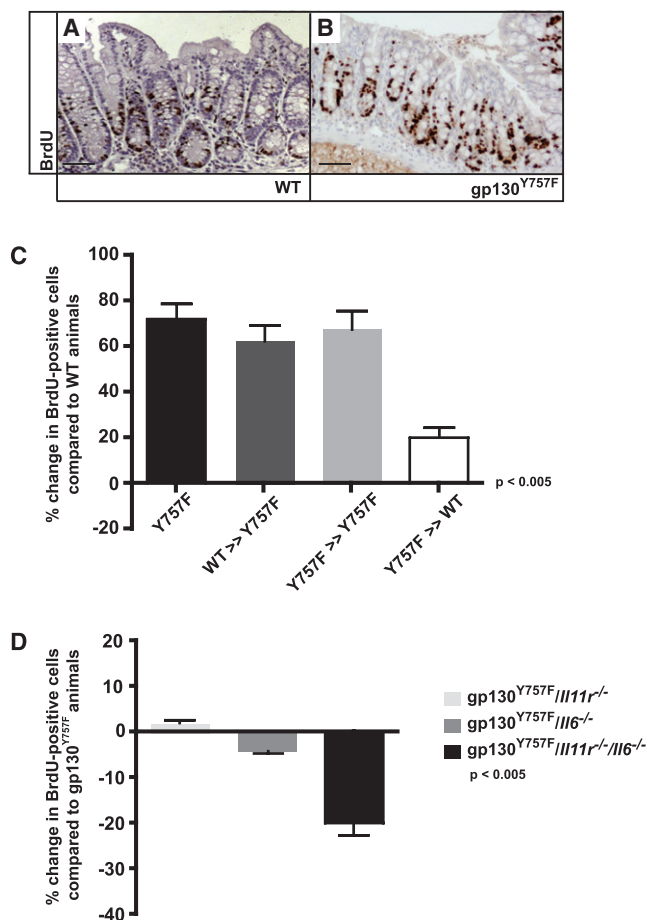 A
B
BrdU
WT
gp130Y757F
C
% change in BrdU-positive cells
compared to WT animals
100
80
60
40
20
0
-20
p < 0.005
Y757F
WT >> Y757F
Y757F >> Y757F
Y757F >> WT
D
% change in BrdU-positive cells
compared to gp130Y757F animals
20
10
0
-10
-20
-30
-40
gp130Y757F/Il11r-/-
gp130Y757F/Il6-/-
gp130Y757F/Il11r-/-/Il6-/-
p < 0.005